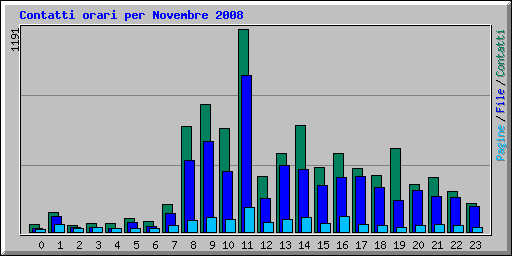 Contatti orari per Novembre 2008
1191
Pagine/File/Contatti
0 1 2 3 4 5 6 7 8 9 10 11 12 13 14 15 16 17 18 19 20 21 22 23